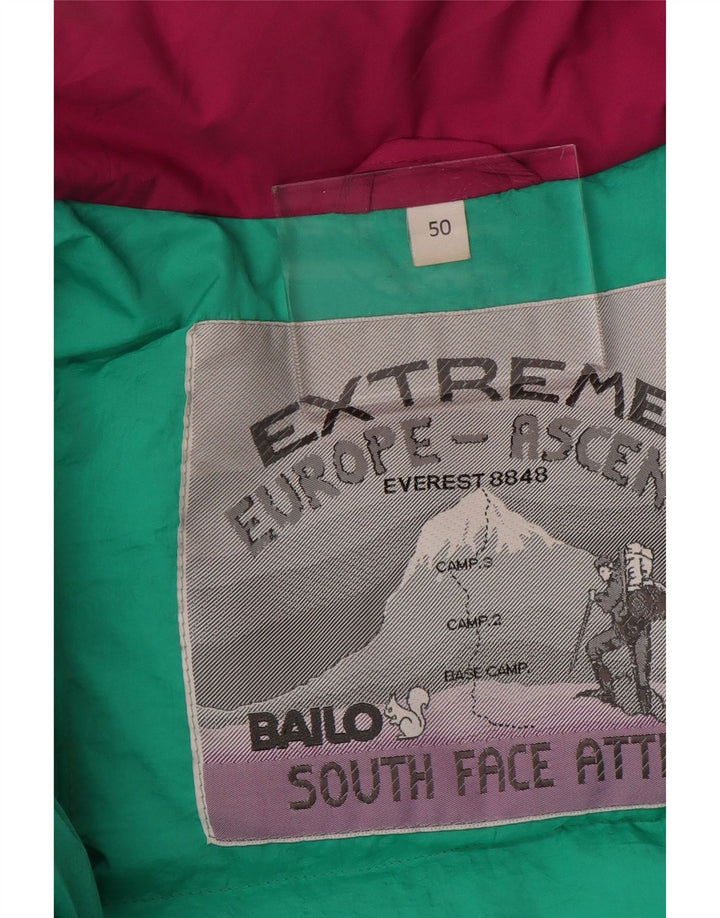 50
EXTREME
EUROPE - ASCEN
EVEREST 8848
CAMP.3
CAMP.2
BASE CAMP.
BAILO
SOUTH FACE ATT